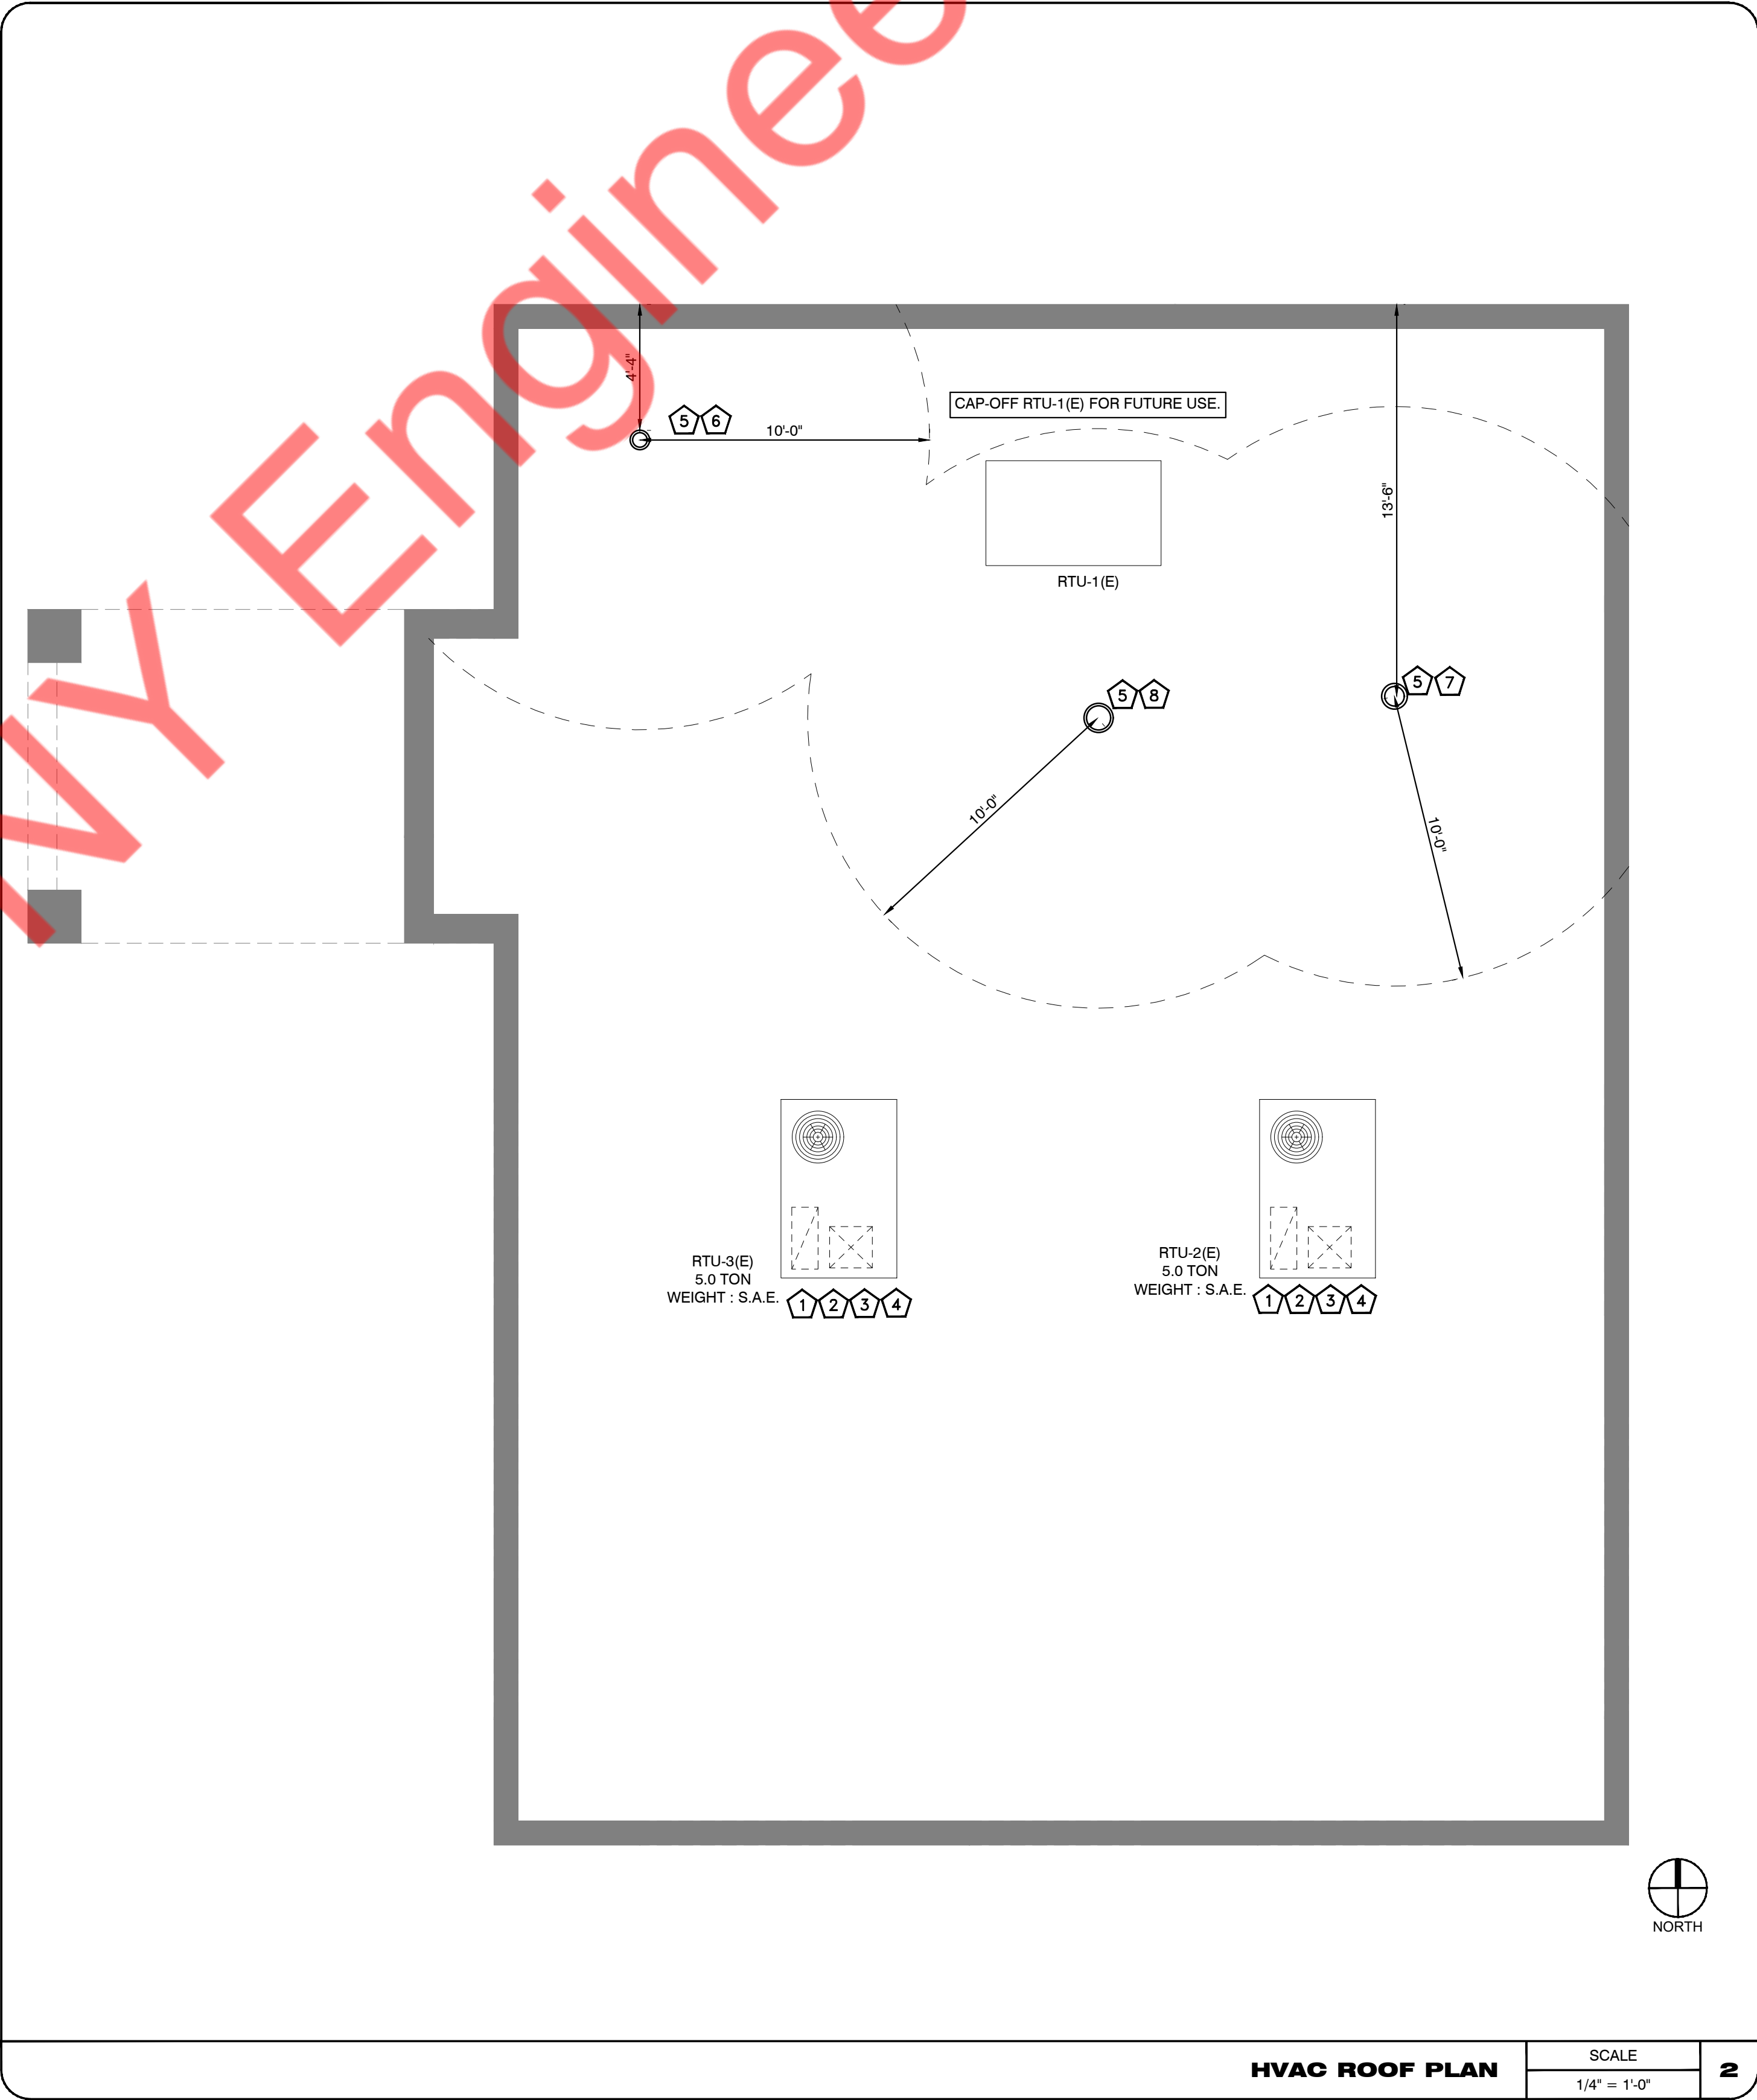 NY Enginee
4'-4"
5 6
10'-0"
CAP-OFF RTU-1(E) FOR FUTURE USE.
13'-6"
RTU-1(E)
5 8
5 7
10'-0"
10'-0"
RTU-3(E)
5.0 TON
WEIGHT : S.A.E.
1 2 3 4
RTU-2(E)
5.0 TON
WEIGHT : S.A.E.
1 2 3 4
NORTH
HVAC ROOF PLAN
SCALE
1/4" = 1'-0"
2